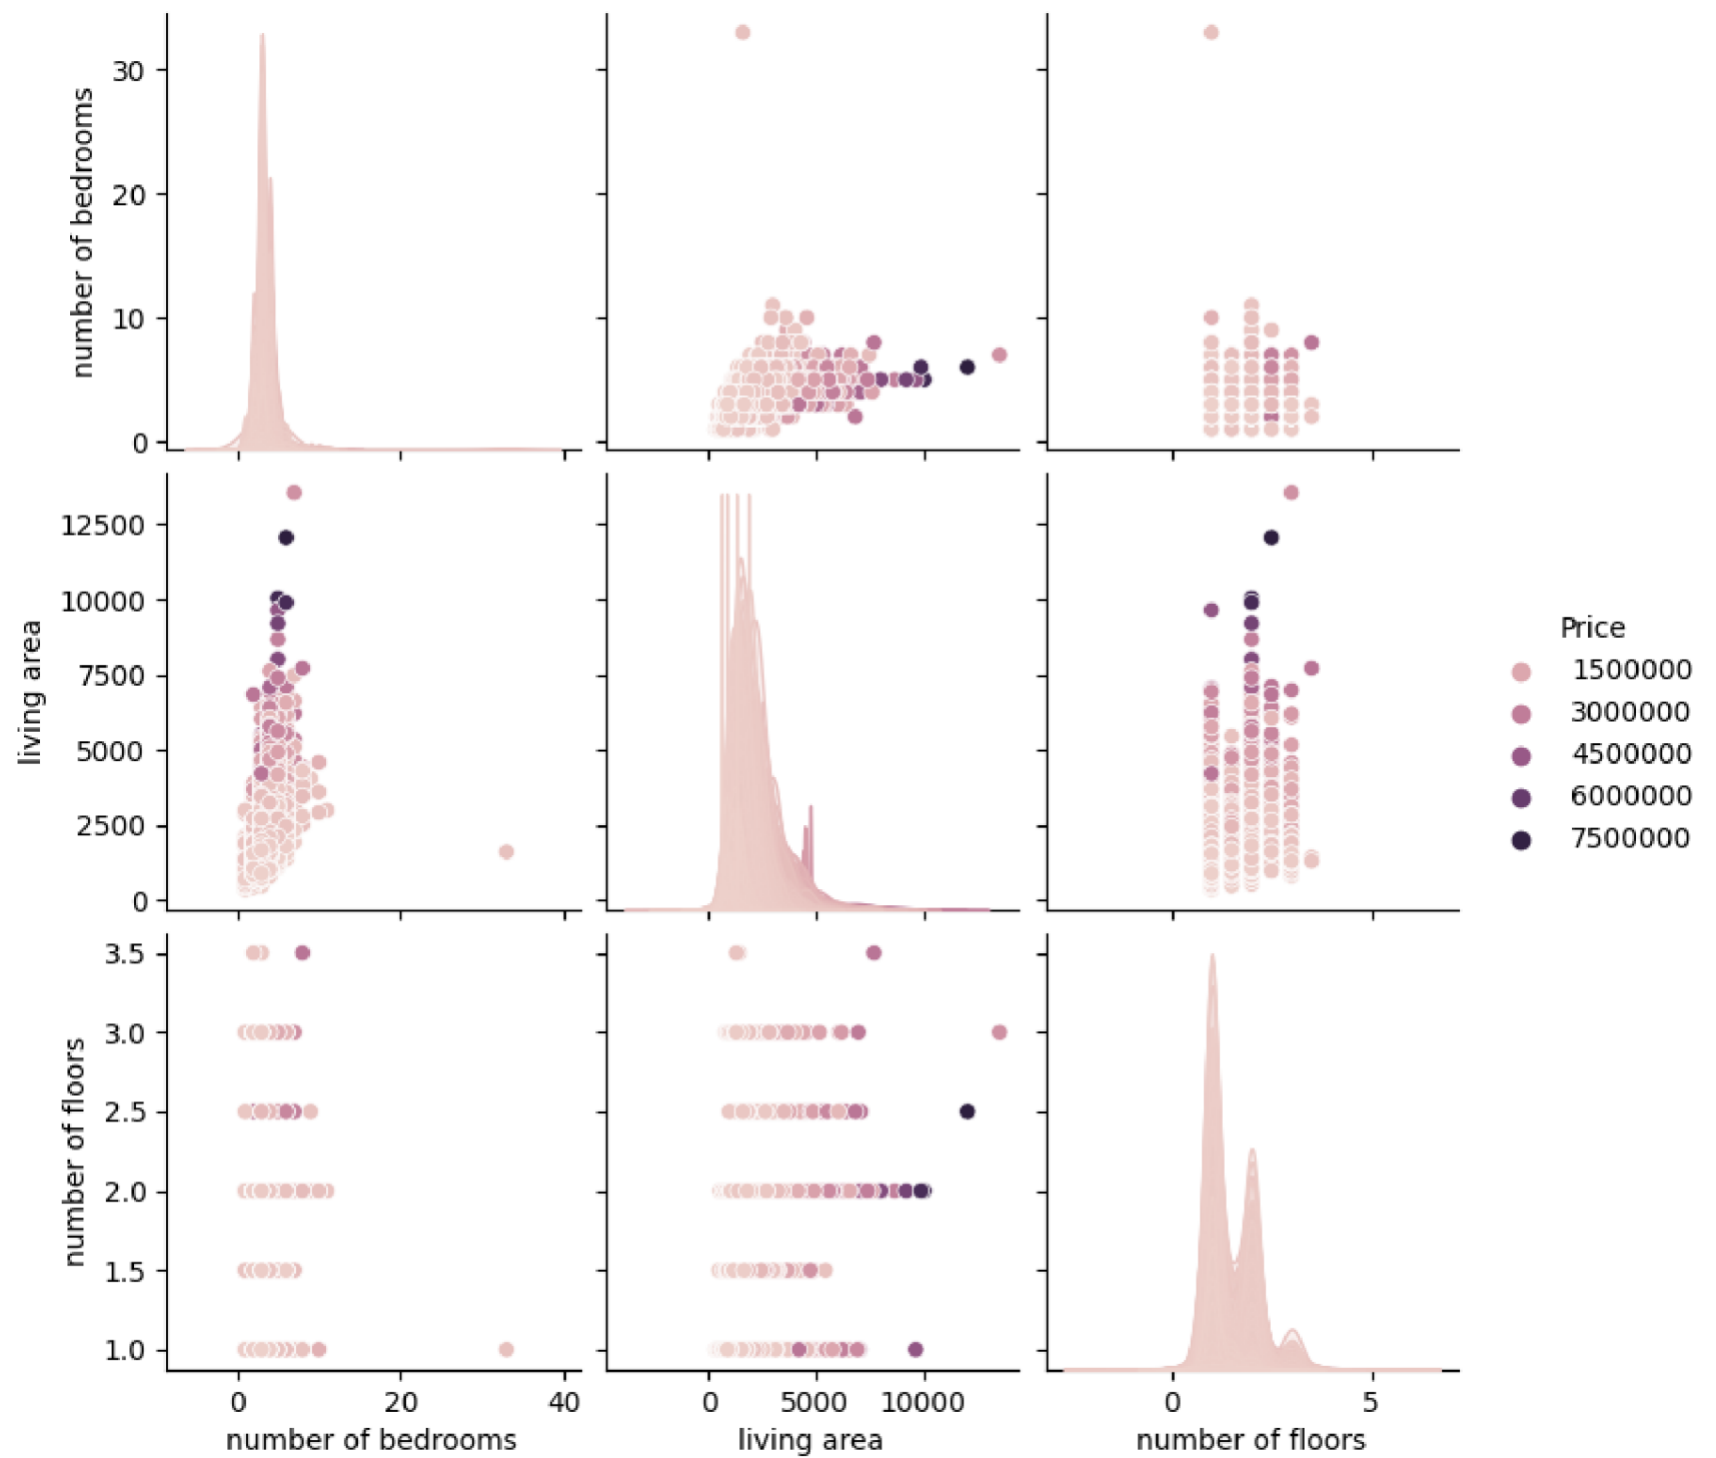 number of bedrooms
30
20
10
0
living area
12500
10000
7500
5000
2500
0
Price
1500000
3000000
4500000
6000000
7500000
number of floors
3.5
3.0
2.5
2.0
1.5
1.0
0 20 40
0 5000 10000
0 5
number of bedrooms
living area
number of floors